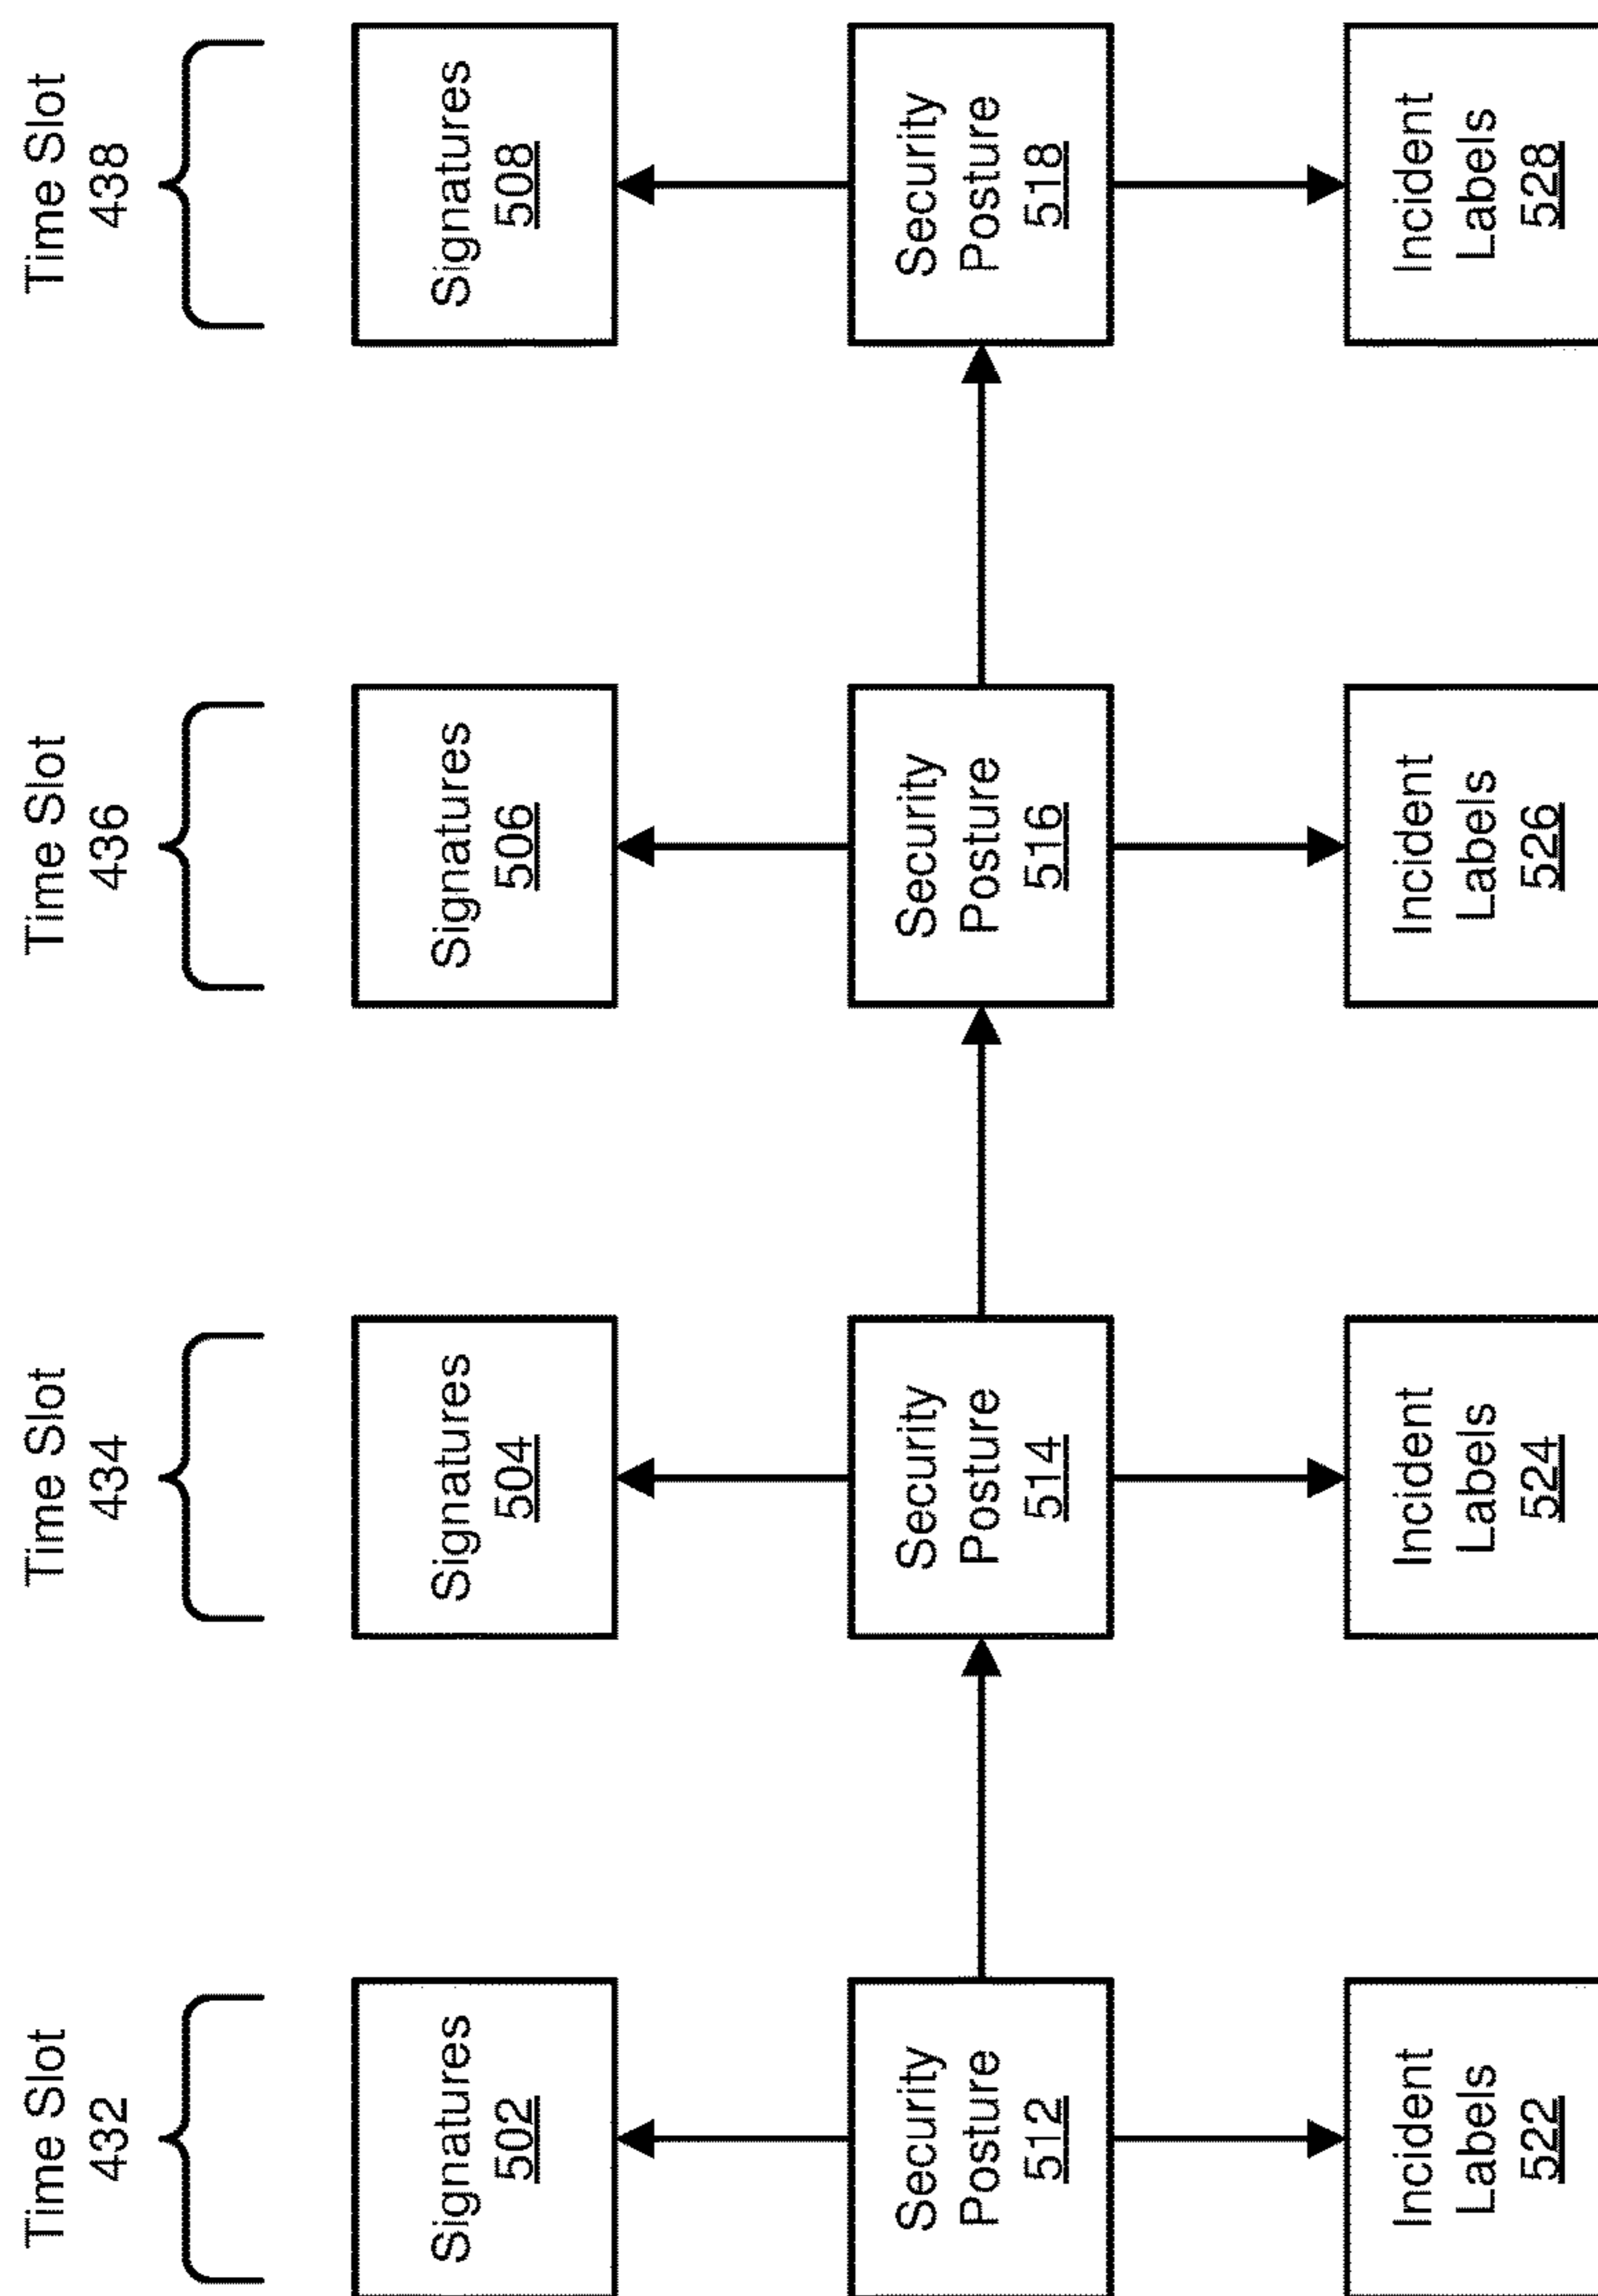 Time Slot
432
Time Slot
434
Time Slot
436
Time Slot
438
Signatures
502
Signatures
504
Signatures
506
Signatures
508
Security
Posture
512
Security
Posture
514
Security
Posture
516
Security
Posture
518
Incident
Labels
522
Incident
Labels
524
Incident
Labels
526
Incident
Labels
528